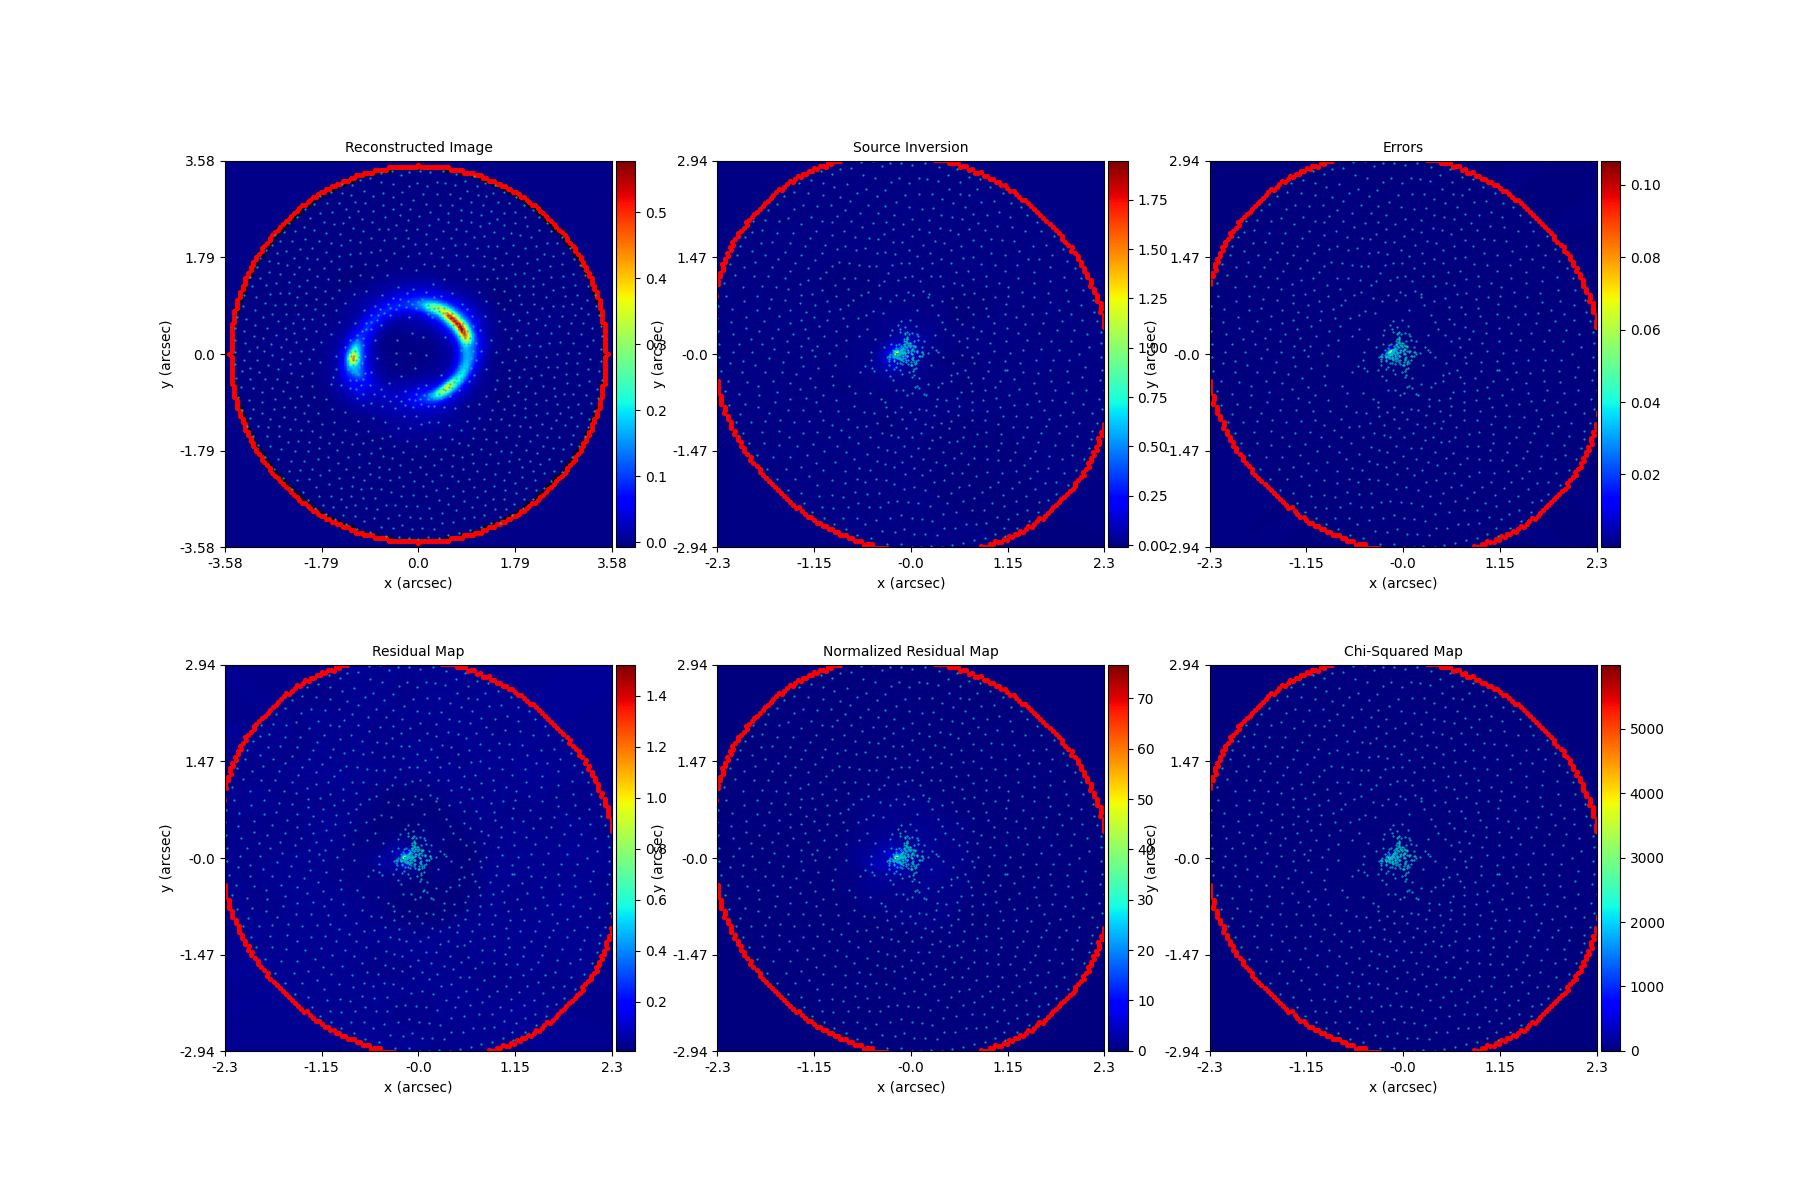 Reconstructed Image
3.58
1.79
0.0
-1.79
-3.58
y (arcsec)
-3.58 -1.79 0.0 1.79 3.58
x (arcsec)
0.5
0.4
0.3
0.2
0.1
0.0
Source Inversion
2.94
1.47
-0.0
-1.47
-2.94
y (arcsec)
-2.3 -1.15 -0.0 1.15 2.3
x (arcsec)
1.75
1.50
1.25
1.00
0.75
0.50
0.25
0.00
Errors
2.94
1.47
-0.0
-1.47
-2.94
y (arcsec)
-2.3 -1.15 -0.0 1.15 2.3
x (arcsec)
0.10
0.08
0.06
0.04
0.02
Residual Map
2.94
1.47
-0.0
-1.47
-2.94
y (arcsec)
-2.3 -1.15 -0.0 1.15 2.3
x (arcsec)
1.4
1.2
1.0
0.8
0.6
0.4
0.2
Normalized Residual Map
2.94
1.47
-0.0
-1.47
-2.94
y (arcsec)
-2.3 -1.15 -0.0 1.15 2.3
x (arcsec)
70
60
50
40
30
20
10
0
Chi-Squared Map
2.94
1.47
-0.0
-1.47
-2.94
y (arcsec)
-2.3 -1.15 -0.0 1.15 2.3
x (arcsec)
5000
4000
3000
2000
1000
0